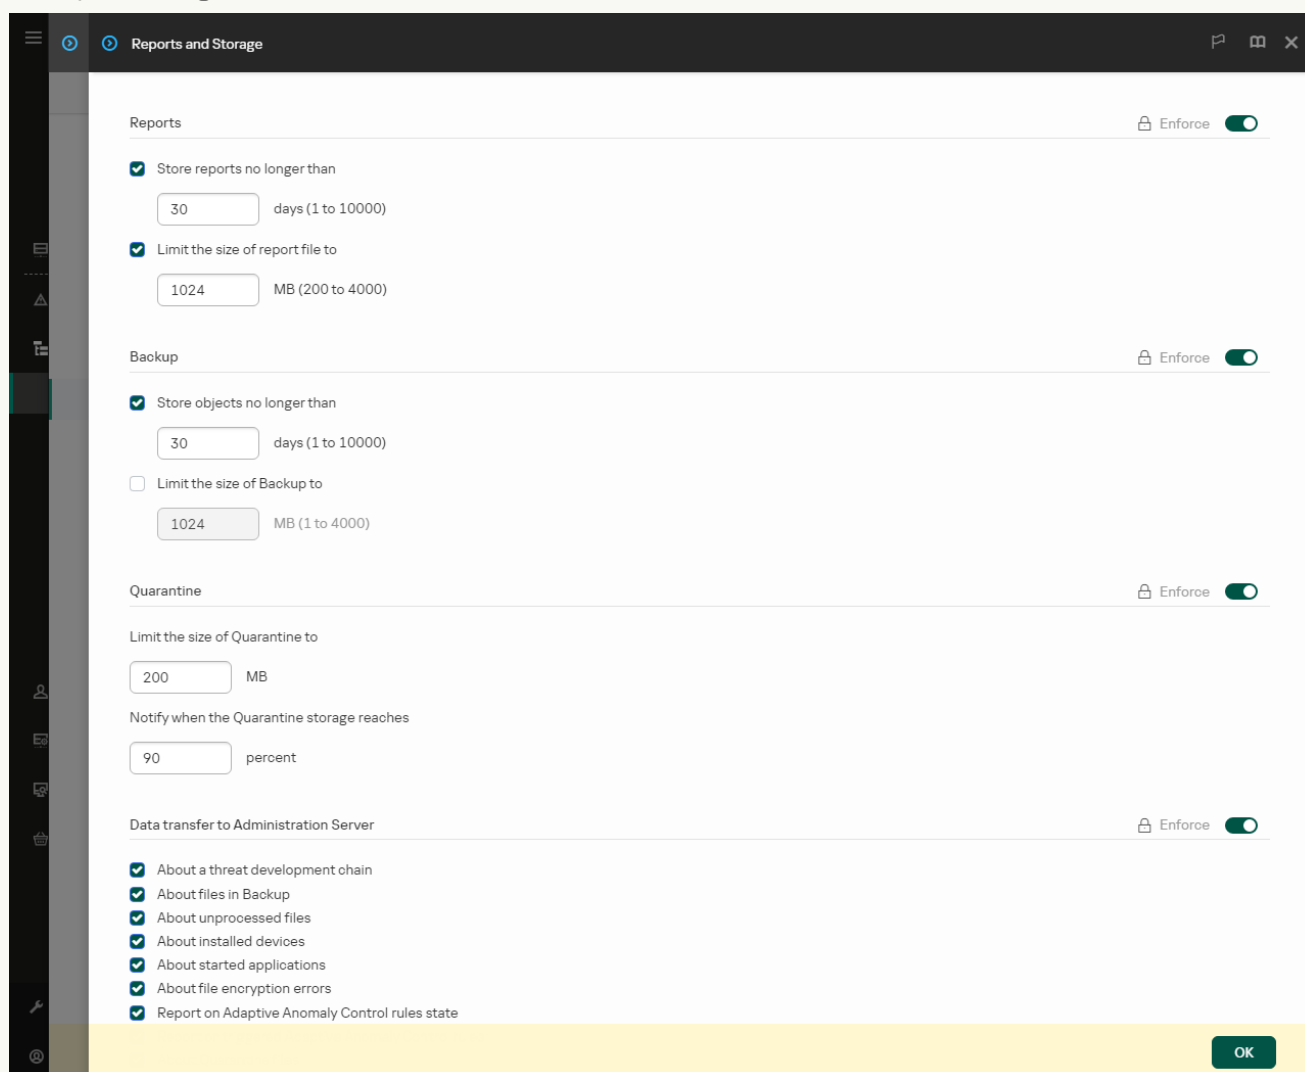 Reports and Storage
Reports
Enforce
Store reports no longer than
30 days (1 to 10000)
Limit the size of report file to
1024 MB (200 to 4000)
Backup
Enforce
Store objects no longer than
30 days (1 to 10000)
Limit the size of Backup to
1024 MB (1 to 4000)
Quarantine
Enforce
Limit the size of Quarantine to
200 MB
Notify when the Quarantine storage reaches
90 percent
Data transfer to Administration Server
Enforce
About a threat development chain
About files in Backup
About unprocessed files
About installed devices
About started applications
About file encryption errors
Report on Adaptive Anomaly Control rules state
OK